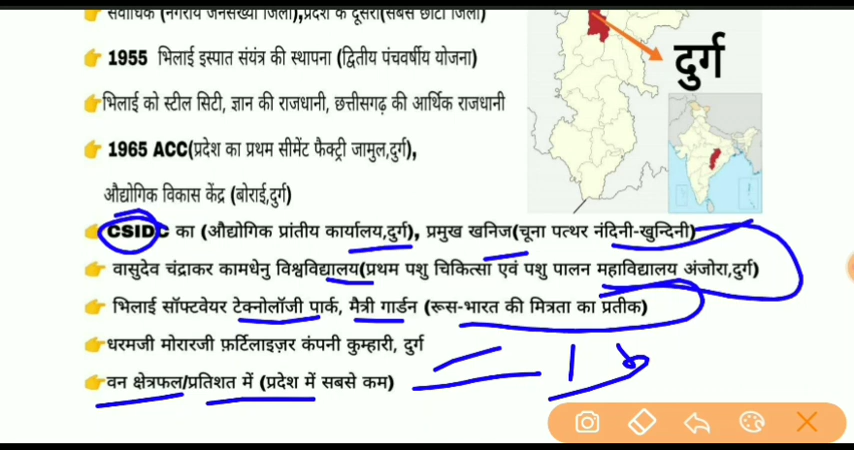 सर्वाधिक (नगरीय जनसंख्या जिला),प्रदेश के दूसरा(सबसे छोटा जिला)
👉 1955 भिलाई इस्पात संयंत्र की स्थापना (द्वितीय पंचवर्षीय योजना)
👉भिलाई को स्टील सिटी, ज्ञान की राजधानी, छत्तीसगढ़ की आर्थिक राजधानी
👉 1965 ACC(प्रदेश का प्रथम सीमेंट फैक्ट्री जामुल,दुर्ग),
औद्योगिक विकास केंद्र (बोराई,दुर्ग)
👉 CSIDC का (औद्योगिक प्रांतीय कार्यालय,दुर्ग), प्रमुख खनिज(चूना पत्थर नंदिनी-खुन्दिनी)
👉 वासुदेव चंद्राकर कामधेनु विश्वविद्यालय(प्रथम पशु चिकित्सा एवं पशु पालन महाविद्यालय अंजोरा,दुर्ग)
👉 भिलाई सॉफ्टवेयर टेक्नोलॉजी पार्क, मैत्री गार्डन (रूस-भारत की मित्रता का प्रतीक)
👉धरमजी मोरारजी फ़र्टिलाइज़र कंपनी कुम्हारी, दुर्ग
👉वन क्षेत्रफल/प्रतिशत में (प्रदेश में सबसे कम)
दुर्ग